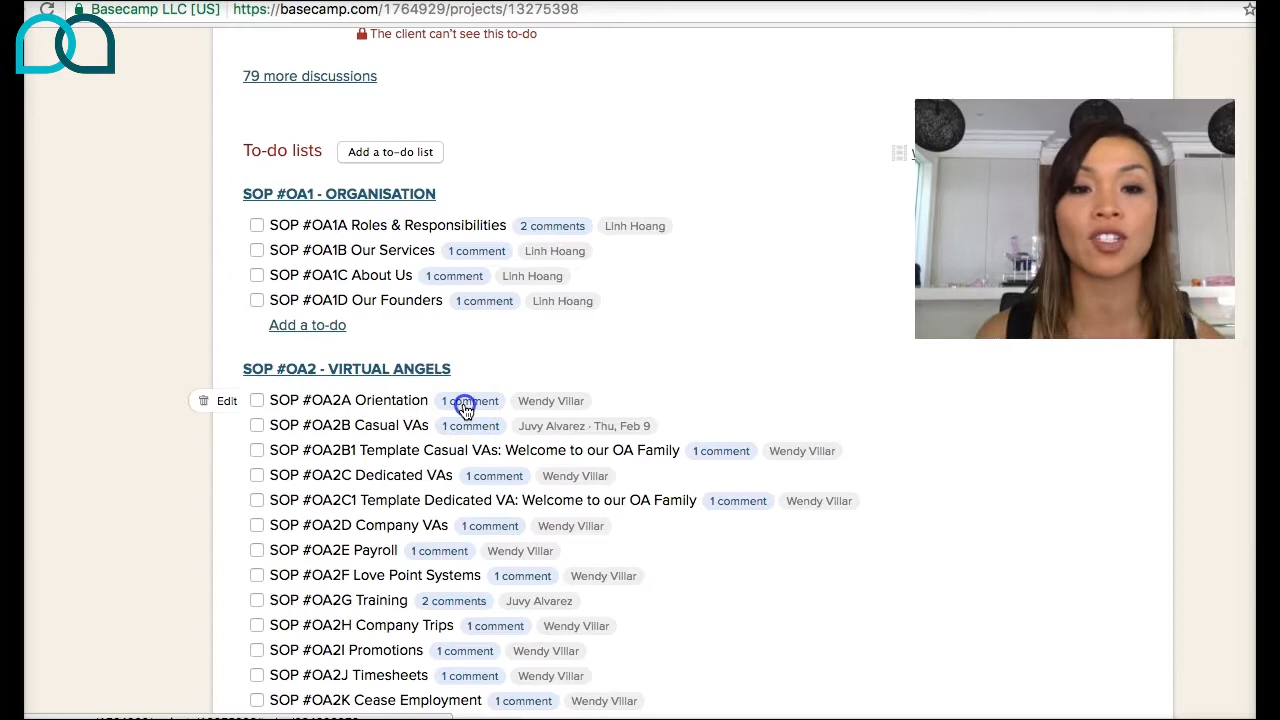 Basecamp LLC [US] https://basecamp.com/1764929/projects/13275398
The client can't see this to-do
79 more discussions
To-do lists Add a to-do list
SOP #OA1 - ORGANISATION
SOP #OA1A Roles & Responsibilities 2 comments Linh Hoang
SOP #OA1B Our Services 1 comment Linh Hoang
SOP #OA1C About Us 1 comment Linh Hoang
SOP #OA1D Our Founders 1 comment Linh Hoang
Add a to-do
SOP #OA2 - VIRTUAL ANGELS
Edit SOP #OA2A Orientation 1 comment Wendy Villar
SOP #OA2B Casual VAs 1 comment Juvy Alvarez · Thu, Feb 9
SOP #OA2B1 Template Casual VAs: Welcome to our OA Family 1 comment Wendy Villar
SOP #OA2C Dedicated VAs 1 comment Wendy Villar
SOP #OA2C1 Template Dedicated VA: Welcome to our OA Family 1 comment Wendy Villar
SOP #OA2D Company VAs 1 comment Wendy Villar
SOP #OA2E Payroll 1 comment Wendy Villar
SOP #OA2F Love Point Systems 1 comment Wendy Villar
SOP #OA2G Training 2 comments Juvy Alvarez
SOP #OA2H Company Trips 1 comment Wendy Villar
SOP #OA2I Promotions 1 comment Wendy Villar
SOP #OA2J Timesheets 1 comment Wendy Villar
SOP #OA2K Cease Employment 1 comment Wendy Villar